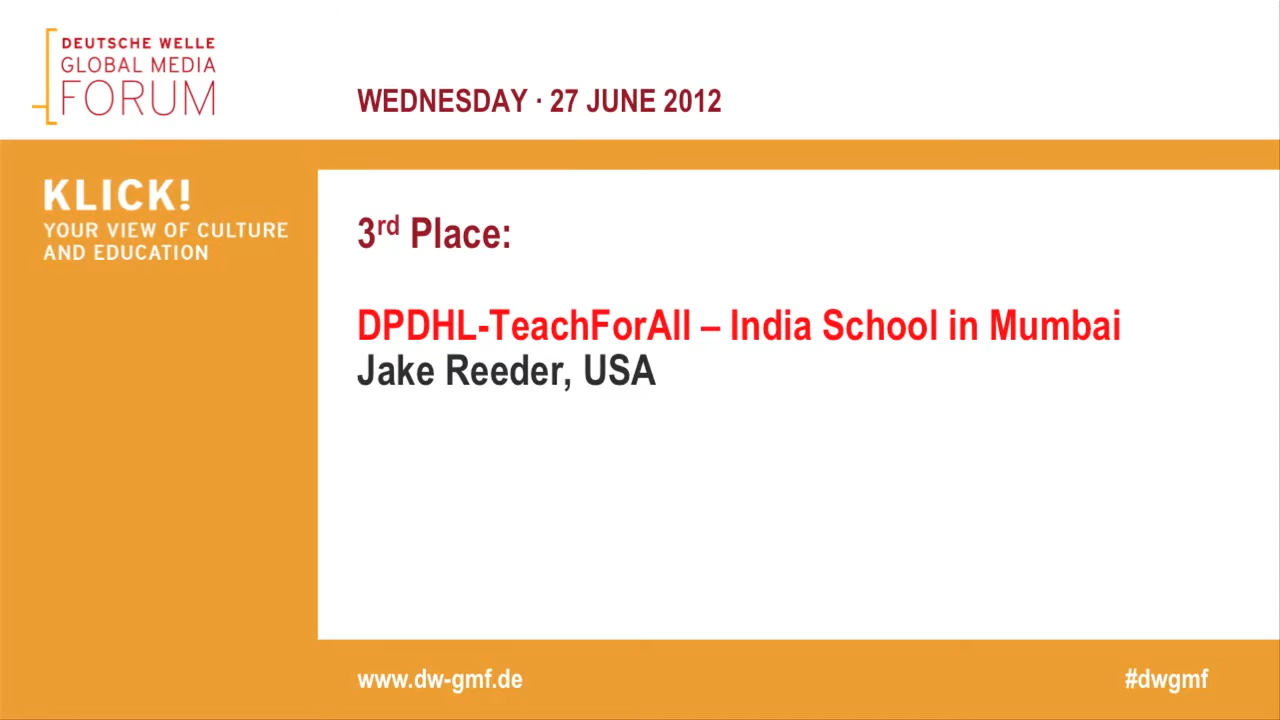 DEUTSCHE WELLE
GLOBAL MEDIA
FORUM
WEDNESDAY · 27 JUNE 2012
KLICK!
YOUR VIEW OF CULTURE
AND EDUCATION
3rd Place:
DPDHL-TeachForAll – India School in Mumbai
Jake Reeder, USA
www.dw-gmf.de
#dwgmf